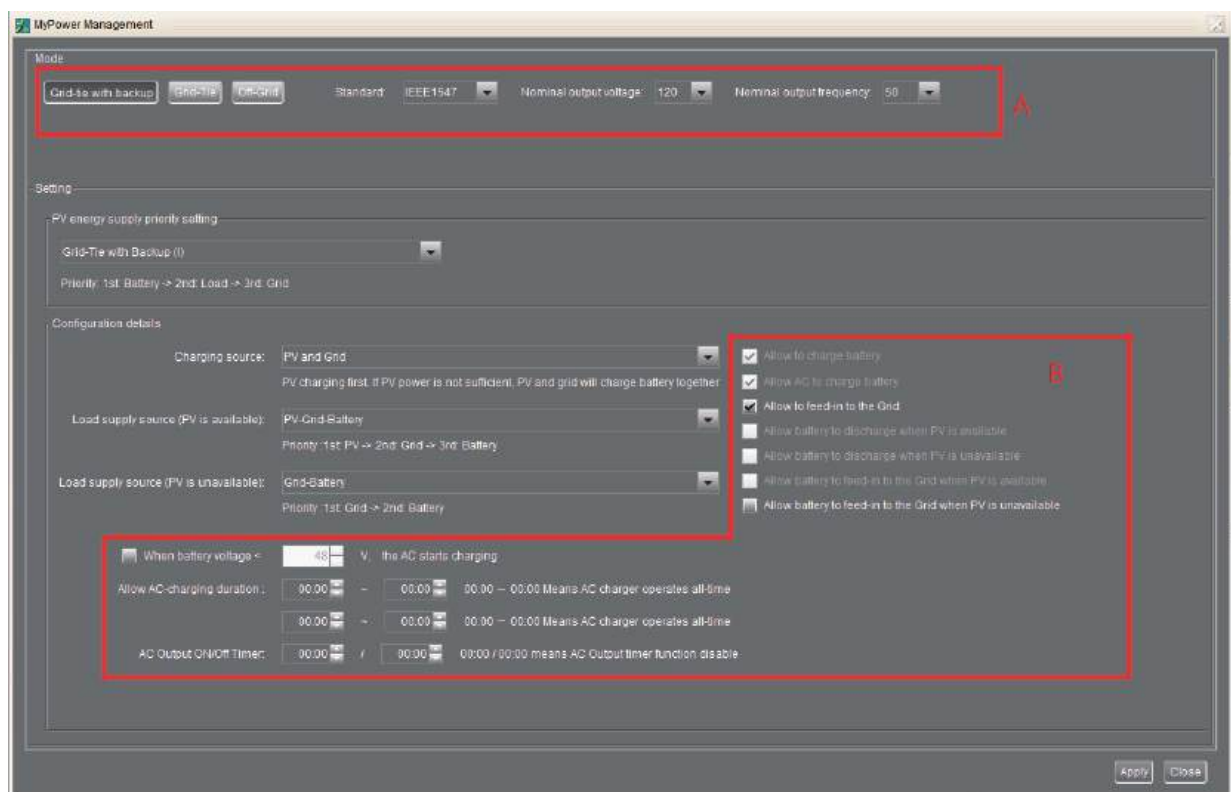 MyPower Management
Mode
Grid-tie with backup Grid-Tie Off-Grid Standard: IEEE1547 Nominal output voltage: 120 Nominal output frequency: 50
A
Setting
PV energy supply priority setting
Grid-Tie with Backup (I)
Priority: 1st: Battery -> 2nd: Load -> 3rd: Grid
Configuration details
Charging source: PV and Grid
PV charging first. If PV power is not sufficient, PV and grid will charge battery together
Load supply source (PV is available): PV-Grid-Battery
Priority :1st: PV -> 2nd: Grid -> 3rd: Battery
Load supply source (PV is unavailable): Grid-Battery
Priority :1st: Grid -> 2nd: Battery
Allow to charge battery
B
Allow AC to charge battery
Allow to feed-in to the Grid
Allow battery to discharge when PV is available
Allow battery to discharge when PV is unavailable
Allow battery to feed-in to the Grid when PV is available
Allow battery to feed-in to the Grid when PV is unavailable
When battery voltage < 48 V, the AC starts charging
Allow AC-charging duration : 00:00 ~ 00:00 00:00 ~ 00:00 Means AC charger operates all-time
00:00 ~ 00:00 00:00 ~ 00:00 Means AC charger operates all-time
AC Output ON/Off Timer: 00:00 / 00:00 00:00 / 00:00 means AC Output timer function disable
Apply Close